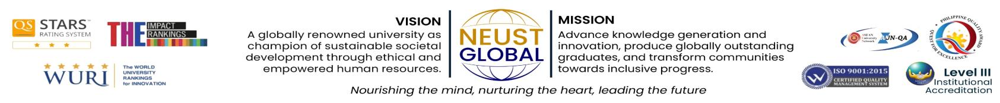 QS STARS™
RATING SYSTEM
THE IMPACT
RANKINGS
WURI
The WORLD
UNIVERSITY
RANKINGS
for INNOVATION
VISION
A globally renowned university as
champion of sustainable societal
development through ethical and
empowered human resources.
NEUST
GLOBAL
MISSION
Advance knowledge generation and
innovation, produce globally outstanding
graduates, and transform communities
towards inclusive progress.
Nourishing the mind, nurturing the heart, leading the future
ASEAN
University
Network
AUN-QA
PHILIPPINE QUALITY AWARD
QUEST FOR EXCELLENCE
W
ISO 9001:2015
CERTIFIED QUALITY
MANAGEMENT SYSTEM
Level III
Institutional
Accreditation